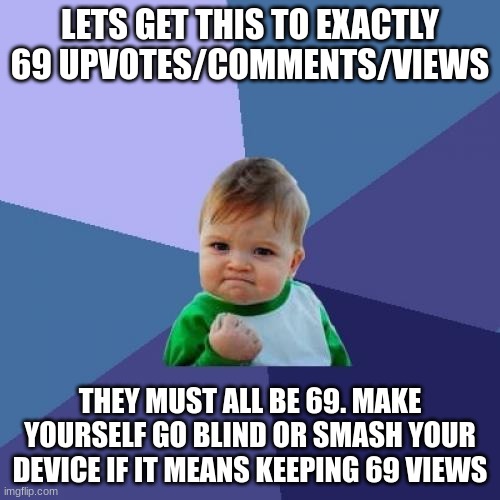 LETS GET THIS TO EXACTLY
69 UPVOTES/COMMENTS/VIEWS
THEY MUST ALL BE 69. MAKE
YOURSELF GO BLIND OR SMASH YOUR
DEVICE IF IT MEANS KEEPING 69 VIEWS
imgflip.com